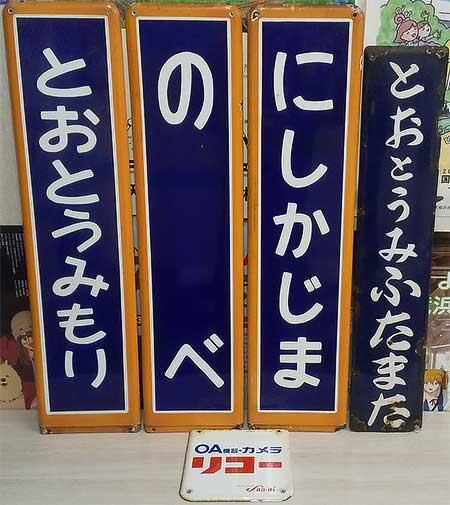 とおとうみもり
のべ
にしかじま
とおとうみふたまた
OA機器・カメラ
リコー